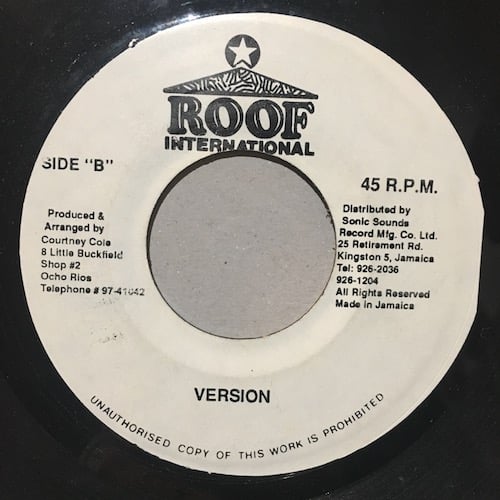 ROOF
INTERNATIONAL
SIDE "B"
45 R.P.M.
Produced &
Arranged by
Courtney Cole
8 Little Buckfield
Shop #2
Ocho Rios
Telephone # 97-41042
Distributed by
Sonic Sounds
Record Mfg. Co. Ltd.
25 Retirement Rd.
Kingston 5, Jamaica
Tel: 926-2036
926-1204
All Rights Reserved
Made in Jamaica
VERSION
UNAUTHORISED COPY OF THIS WORK IS PROHIBITED